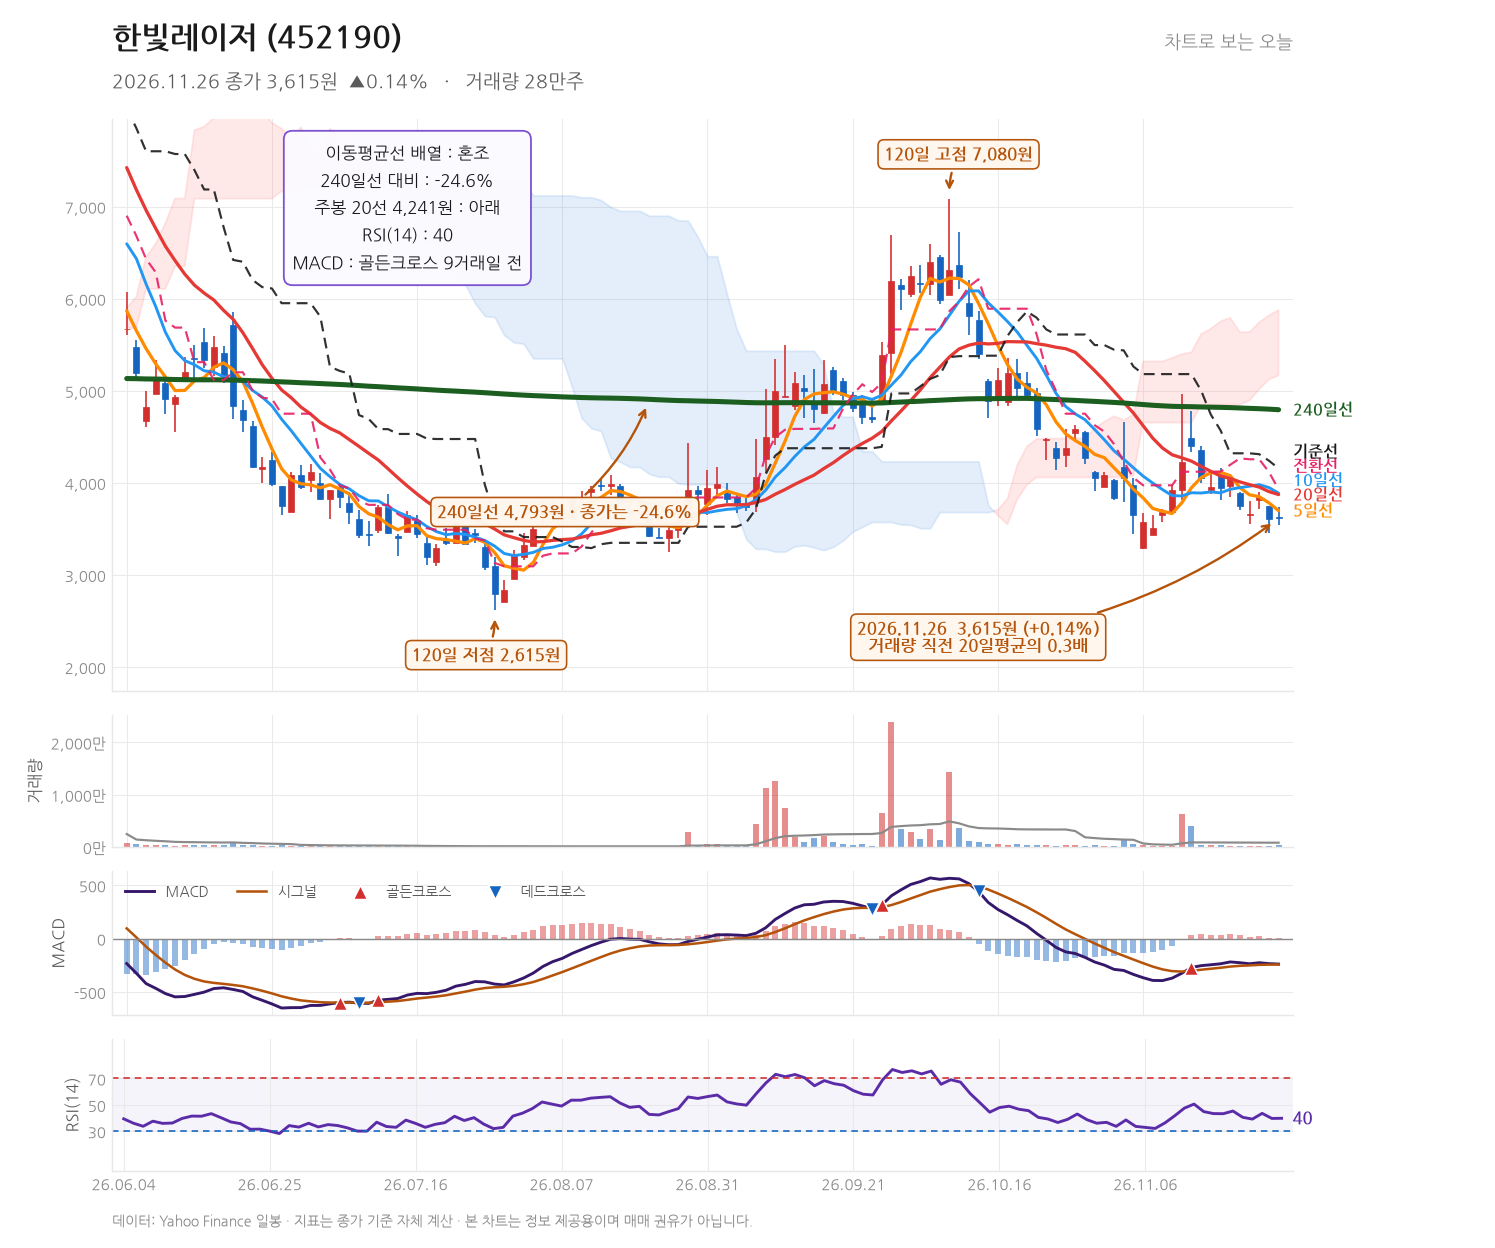 한빛레이저 (452190)
차트로 보는 오늘
2026.11.26 종가 3,615원 ▲0.14% · 거래량 28만주
이동평균선 배열 : 혼조
240일선 대비 : -24.6%
주봉 20선 4,241원 : 아래
RSI(14) : 40
MACD : 골든크로스 9거래일 전
120일 고점 7,080원
7,000
6,000
5,000
4,000
3,000
2,000
240일선
기준선
전환선
10일선
20일선
5일선
240일선 4,793원 · 종가는 -24.6%
120일 저점 2,615원
2026.11.26 3,615원 (+0.14%)
거래량 직전 20일평균의 0.3배
거래량
2,000만
1,000만
0만
MACD
500
0
-500
MACD
시그널
골든크로스
데드크로스
RSI(14)
70
50
30
40
26.06.04
26.06.25
26.07.16
26.08.07
26.08.31
26.09.21
26.10.16
26.11.06
데이터: Yahoo Finance 일봉 · 지표는 종가 기준 자체 계산 · 본 차트는 정보 제공용이며 매매 권유가 아닙니다.